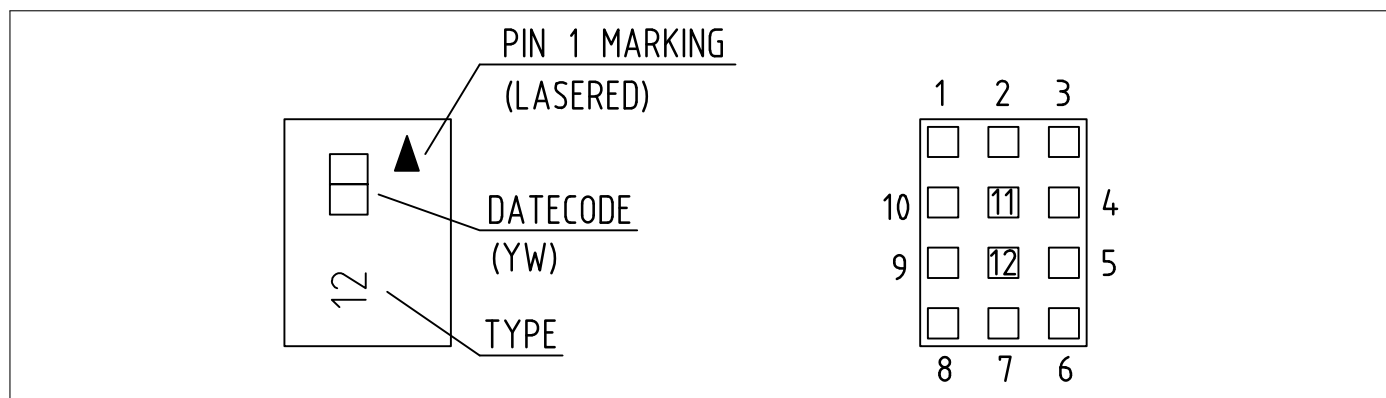 PIN 1 MARKING
(LASERED)
DATECODE
(YW)
12
TYPE
1 2 3
10 11 4
9 12 5
8 7 6